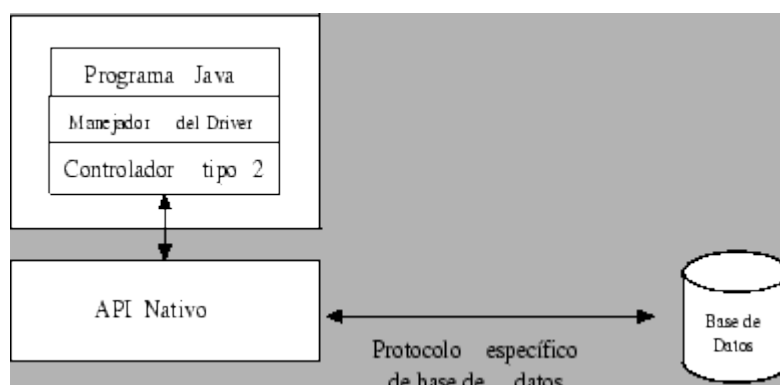 Programa Java
Manejador del Driver
Controlador tipo 2
API Nativo
Base de
Datos
Protocolo específico
de base de datos